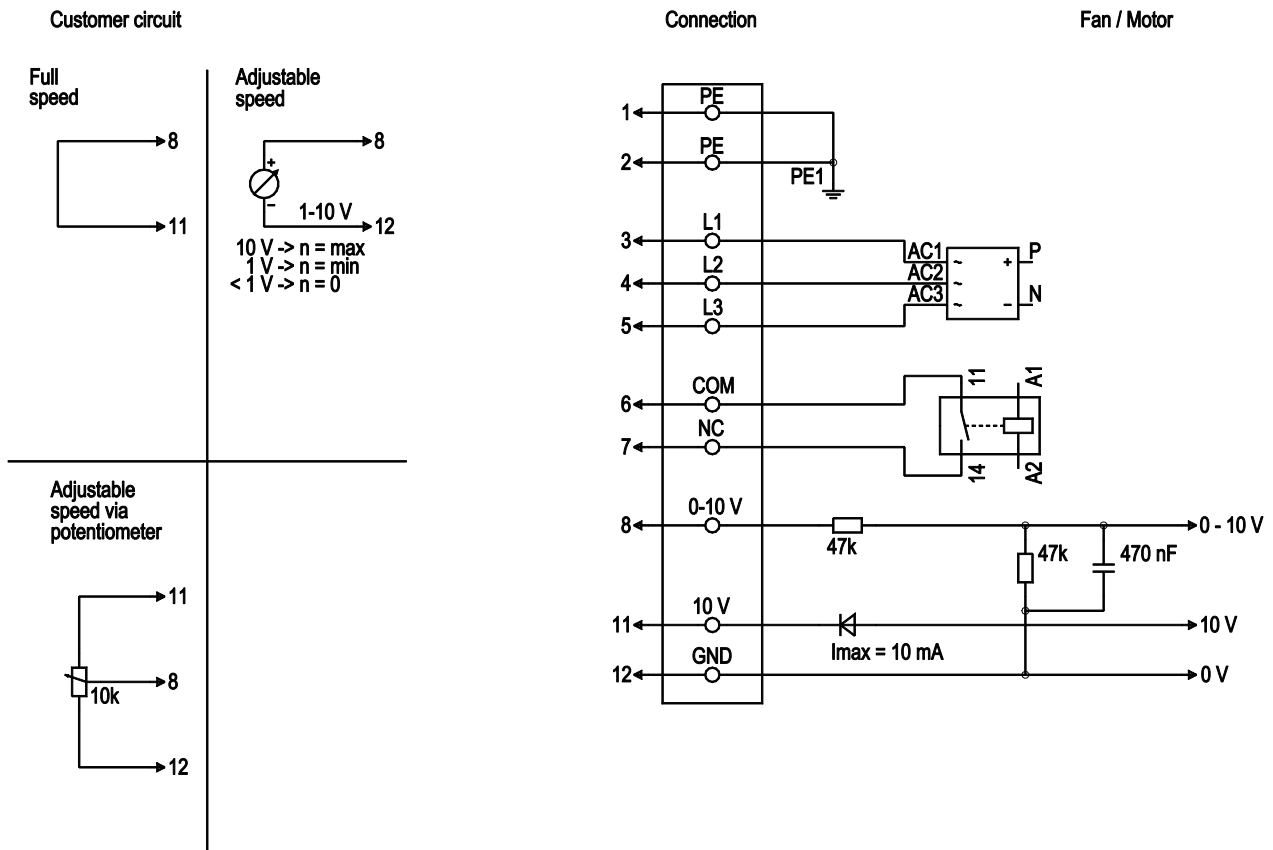 Customer circuit
Connection
Fan / Motor
Full
speed
8
11
Adjustable
speed
+
8
−
1-10 V
12
10 V -> n = max
1 V -> n = min
< 1 V -> n = 0
Adjustable
speed via
potentiometer
11
8
10k
12
1
PE
2
PE
PE1
3
L1
AC1
~
+
P
4
L2
AC2
~
5
L3
AC3
~
−
N
6
COM
11
A1
7
NC
14
A2
8
0-10 V
47k
47k
470 nF
0 - 10 V
11
10 V
Imax = 10 mA
10 V
12
GND
0 V